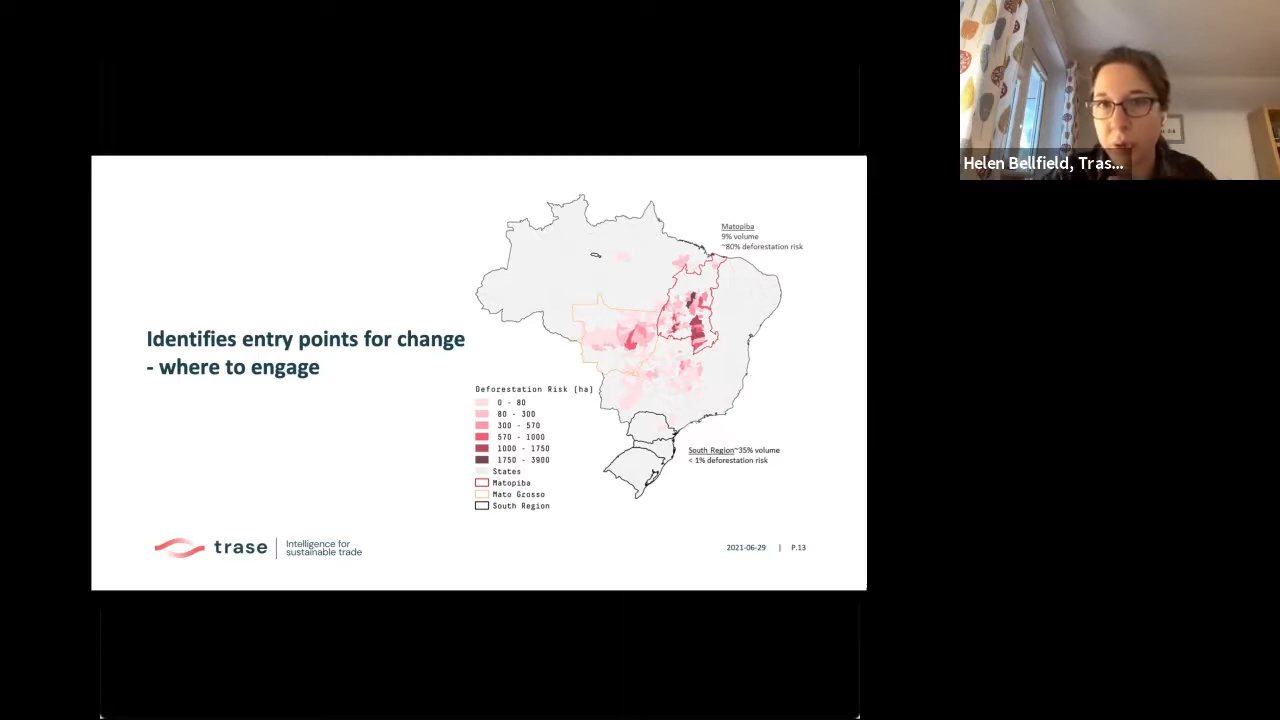 Helen Bellfield, Tras...
Identifies entry points for change
- where to engage
Matopiba
9% volume
~80% deforestation risk
Deforestation Risk [ha]
0 - 80
80 - 300
300 - 570
570 - 1000
1000 - 1750
1750 - 3900
States
Matopiba
Mato Grosso
South Region
South Region~35% volume
< 1% deforestation risk
trase
Intelligence for
sustainable trade
2021-06-29 | P.13